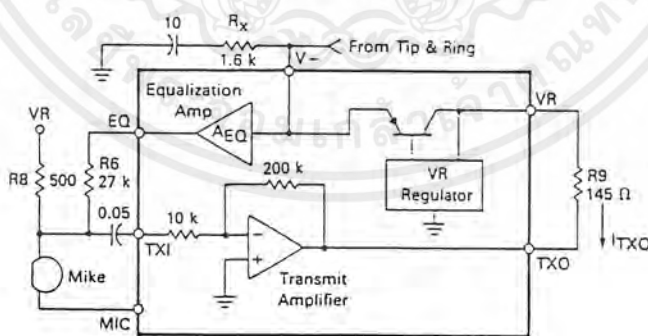 10
Rx
1.6 k
From Tip & Ring
V-
Equalization
Amp
VR
EQ
AEQ
VR
R8
500
R6
27 k
200 k
VR
Regulator
R9
145 Ω
0.05
10 k
TXI
ITXO
Mike
Transmit
Amplifier
TXO
MIC